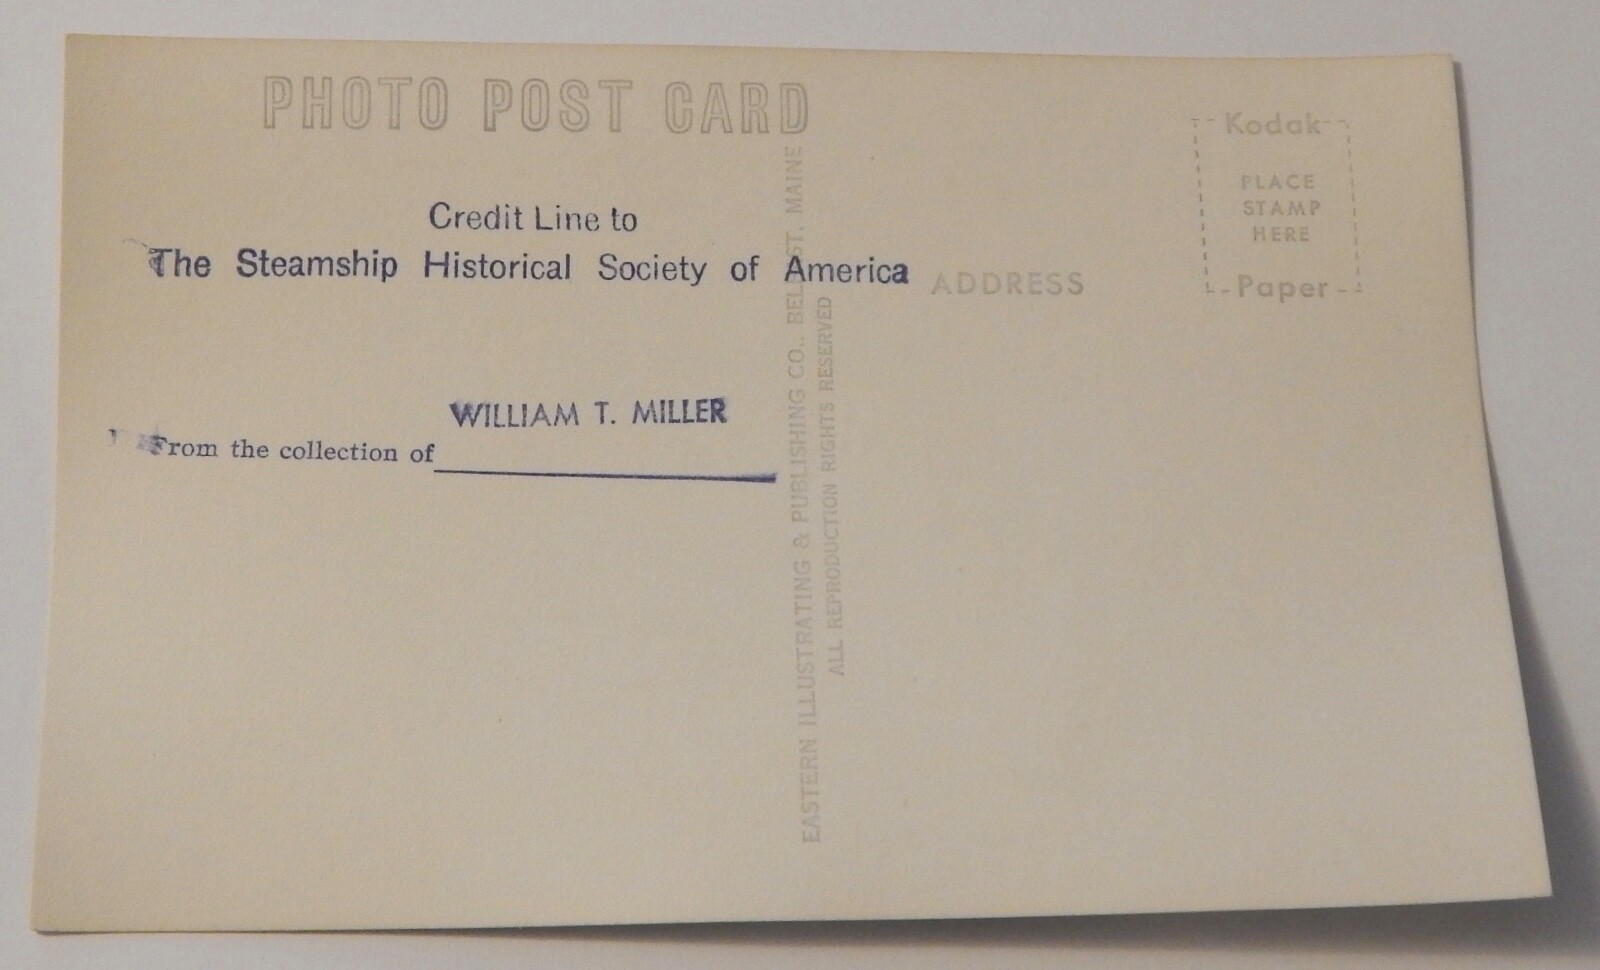 PHOTO POST CARD
Credit Line to
The Steamship Historical Society of America
WILLIAM T. MILLER
From the collection of
EASTERN ILLUSTRATING & PUBLISHING CO., BELFAST, MAINE
ALL REPRODUCTION RIGHTS RESERVED
ADDRESS
Kodak
PLACE
STAMP
HERE
Paper